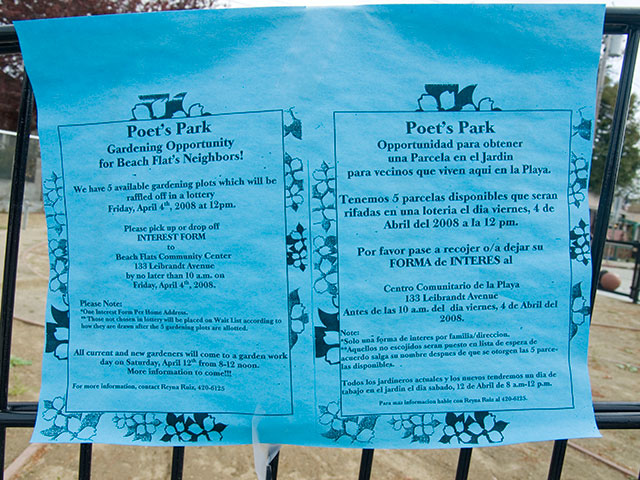 Poet's Park
Gardening Opportunity
for Beach Flat's Neighbors!
We have 5 available gardening plots which will be
raffled off in a lottery
Friday, April 4th, 2008 at 12pm.
Please pick up or drop off
INTEREST FORM
to
Beach Flats Community Center
133 Leibrandt Avenue
by no later than 10 a.m. on
Friday, April 4th, 2008.
Please Note:
*One Interest Form Per Home Address.
** Those not chosen in lottery will be placed on Wait List according to
how they are drawn after the 5 gardening plots are allotted.
All current and new gardeners will come to a garden work
day on Saturday, April 12th from 8-12 noon.
More information to come!!!
For more information, contact Reyna Ruiz, 420-6125
Poet's Park
Opportunidad para obtener
una Parcela en el Jardin
para vecinos que viven aqui en la Playa.
Tenemos 5 parcelas disponibles que seran
rifadas en una loteria el dia viernes, 4 de
Abril del 2008 a la 12 pm.
Por favor pase a recojer o/a dejar su
FORMA de INTERES al
Centro Comunitario de la Playa
133 Leibrandt Avenue
Antes de las 10 a.m. del dia viernes, 4 de Abril del
2008.
Note:
*Solo una forma de interes por familia/direccion.
**Aquellos no escojidos seran puesto en lista de espera de
acuerdo salga su nombre despues de que se otorgen las 5 parce-
las disponibles.
Todos los jardineros actuales y los nuevos tendremos un dia de
tabajo en el jardin el dia sabado, 12 de Abril de 8 a.m-12 p.m.
Para mas informacion hable con Reyna Ruiz al 420-6125.